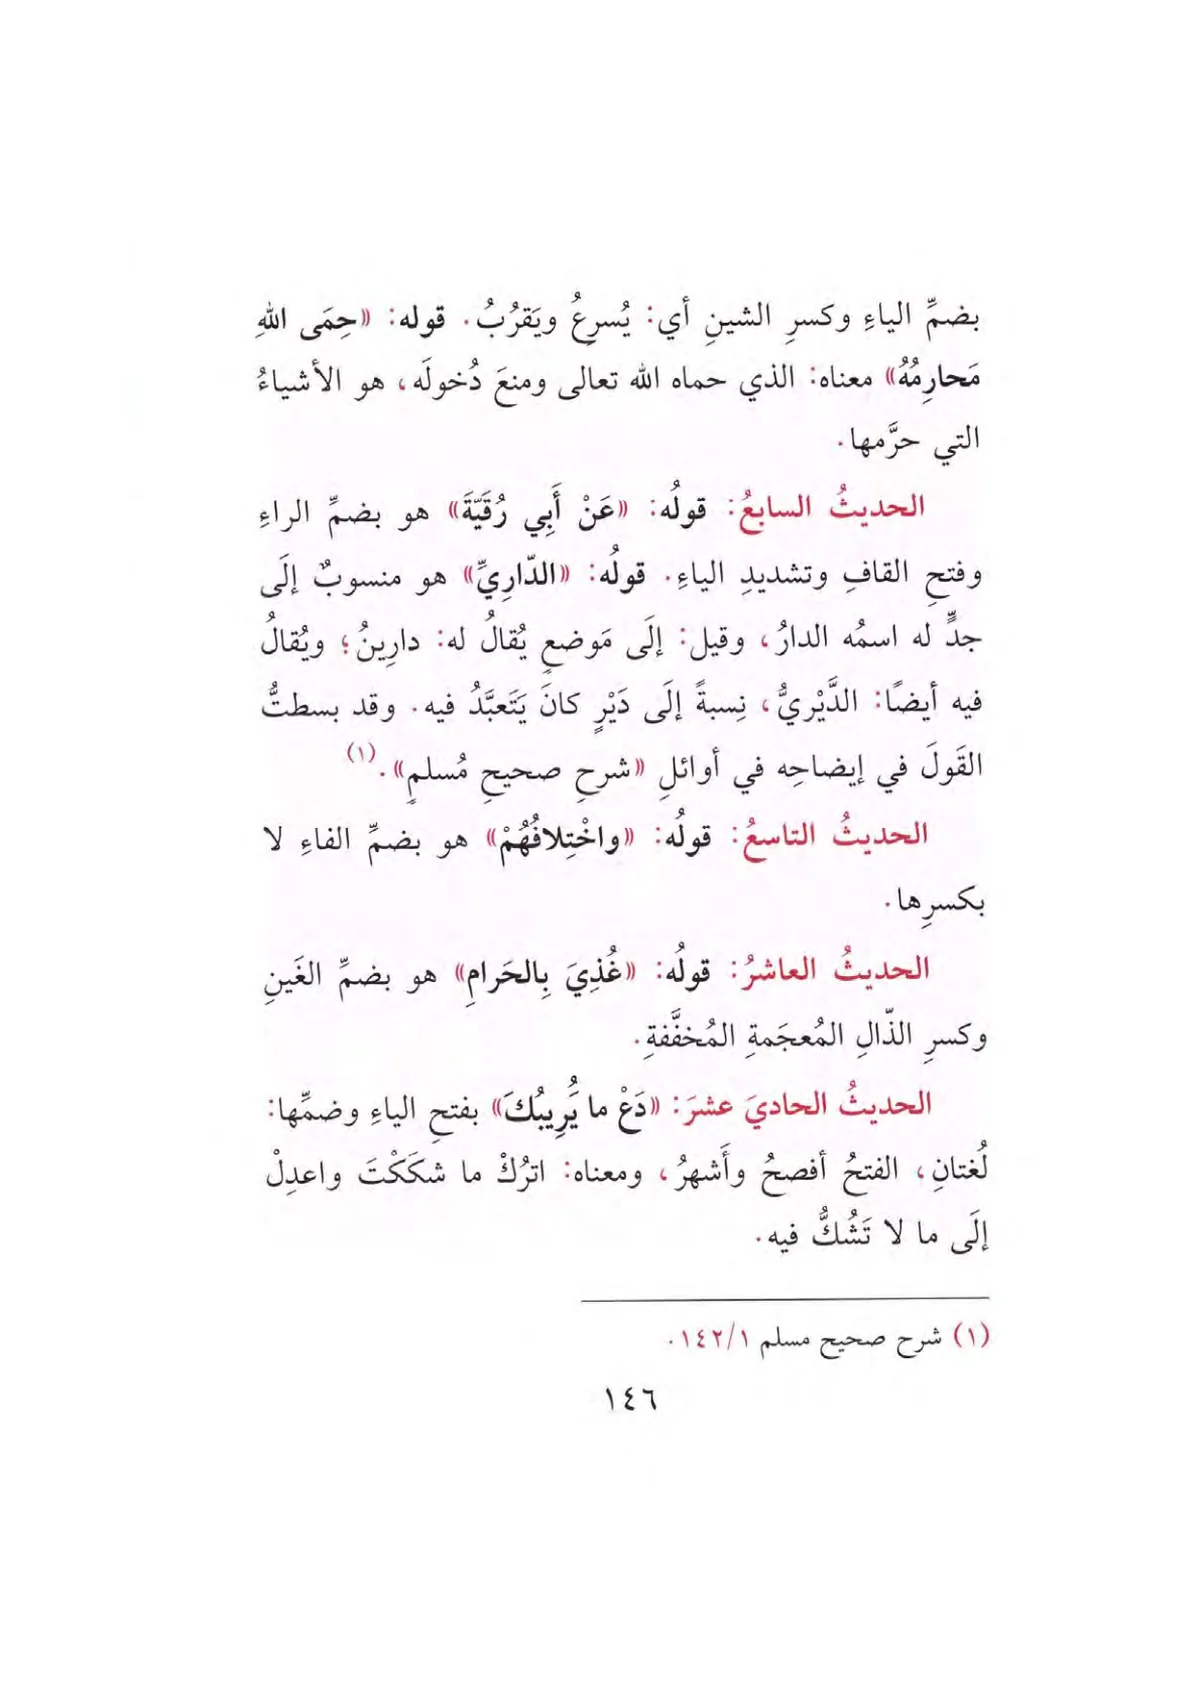 بضمِّ الياءِ وكسرِ الشينِ أي: يُسرِعُ ويَقرُبُ. قوله: «حِمَى اللهِ
مَحارِمُهُ» معناه: الذي حماه الله تعالى ومنعَ دُخولَه، هو الأشياءُ
التي حرَّمها.
الحديثُ السابعُ: قولُه: «عَنْ أَبِي رُقَيّةَ» هو بضمِّ الراءِ
وفتحِ القافِ وتشديدِ الياءِ. قولُه: «الدّارِيِّ» هو منسوبٌ إلَى
جدٍّ له اسمُه الدارُ، وقيل: إلَى مَوضعٍ يُقالُ له: دارِينُ؛ ويُقالُ
فيه أيضًا: الدَّيْرِيُّ، نِسبةً إلَى دَيْرٍ كانَ يَتَعبَّدُ فيه. وقد بسطتُّ
القَولَ في إيضاحِه في أوائلِ «شرحِ صحيحِ مُسلمٍ».(١)
الحديثُ التاسعُ: قولُه: «واخْتِلافُهُمْ» هو بضمِّ الفاءِ لا
بكسرِها.
الحديثُ العاشرُ: قولُه: «غُذِيَ بِالحَرامِ» هو بضمِّ الغَينِ
وكسرِ الذّالِ المُعجَمةِ المُخفَّفةِ.
الحديثُ الحاديَ عشرَ: «دَعْ ما يَُرِيبُكَ» بفتحِ الياءِ وضمِّها:
لُغتانِ، الفتحُ أفصحُ وأَشهرُ، ومعناه: اترُكْ ما شكَكْتَ واعدِلْ
إلَى ما لا تَشُكُّ فيه.
(١) شرح صحيح مسلم ١/١٤٢.
١٤٦